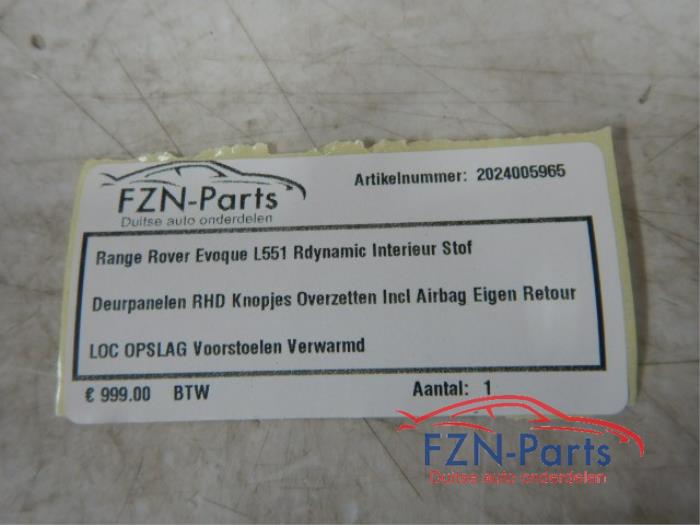 FZN-Parts
Duitse auto onderdelen
Artikelnummer: 2024005965
Range Rover Evoque L551 Rdynamic Interieur Stof
Deurpanelen RHD Knopjes Overzetten Incl Airbag Eigen Retour
LOC OPSLAG Voorstoelen Verwarmd
€ 999.00 BTW
Aantal: 1
FZN-Parts
Duitse auto onderdelen